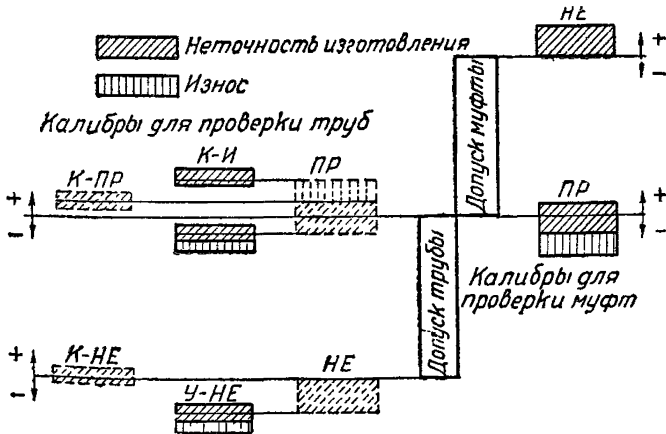 НЕ
Неточность изготовления
Износ
Калибры для проверки труб
К-И
ПР
К-ПР
+
−
Допуск муфты
+
−
ПР
+
−
Калибры для
проверки муфт
Допуск трубы
К-НЕ
НЕ
+
−
У-НЕ